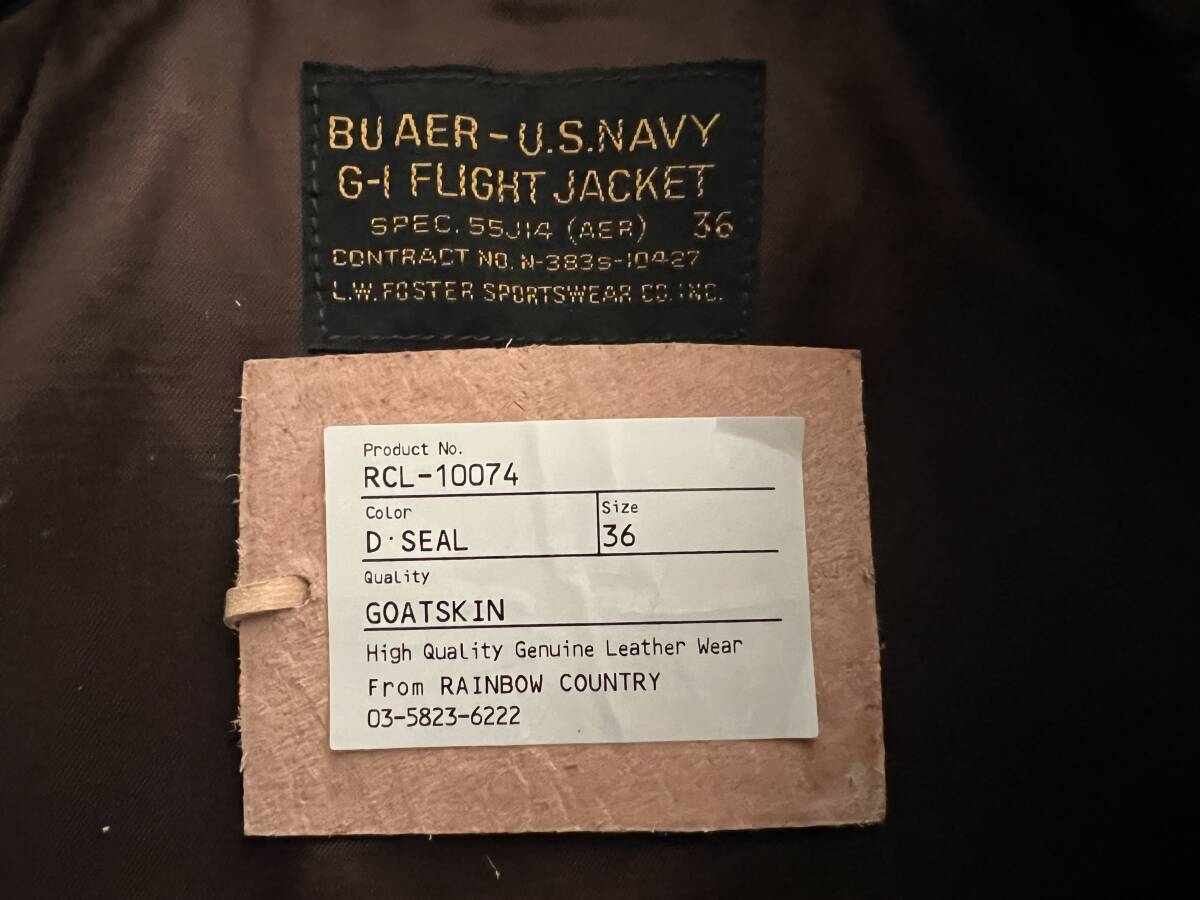 BU AER - U.S. NAVY
G-1 FLIGHT JACKET
SPEC. 55J14 (AER) 36
CONTRACT NO. N-383s-10427
L.W. FOSTER SPORTSWEAR CO. INC.
Product No.
RCL-10074
Color Size
D·SEAL 36
Quality
GOATSKIN
High Quality Genuine Leather Wear
From RAINBOW COUNTRY
03-5823-6222